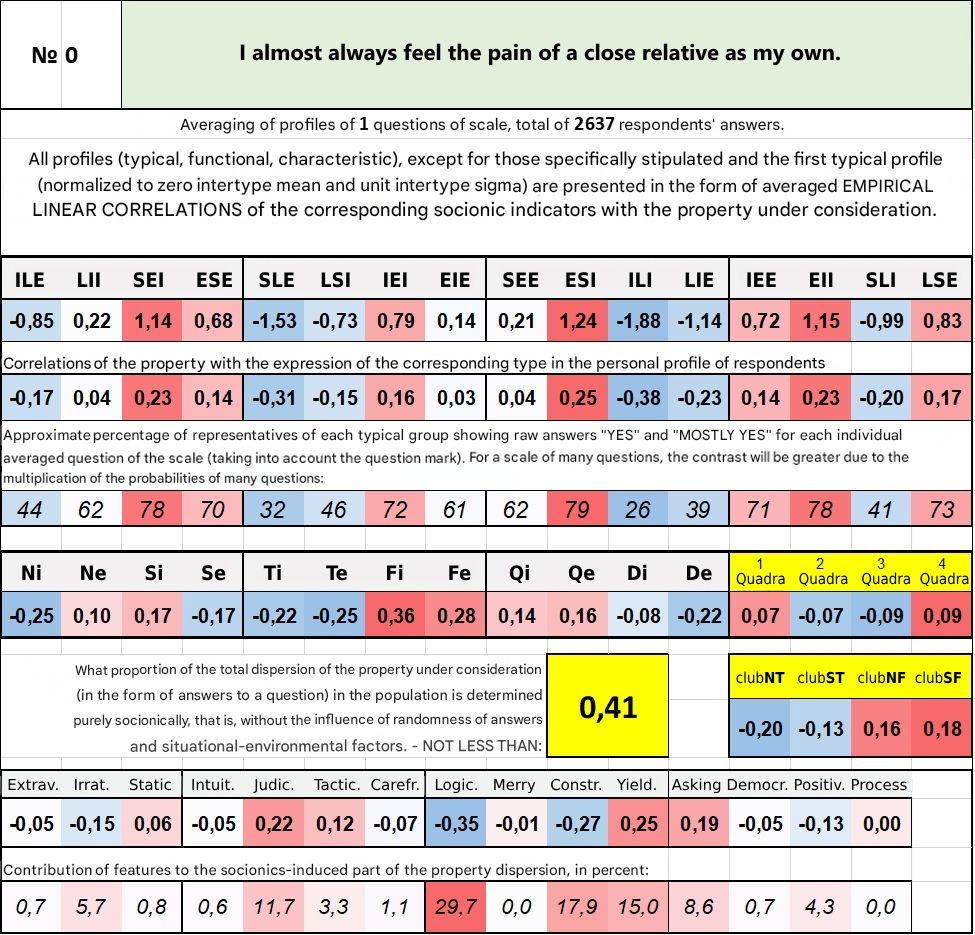 № 0
I almost always feel the pain of a close relative as my own.
Averaging of profiles of 1 questions of scale, total of 2637 respondents' answers.
All profiles (typical, functional, characteristic), except for those specifically stipulated and the first typical profile
(normalized to zero intertype mean and unit intertype sigma) are presented in the form of averaged EMPIRICAL
LINEAR CORRELATIONS of the corresponding socionic indicators with the property under consideration.
ILE LII SEI ESE SLE LSI IEI EIE SEE ESI ILI LIE IEE EII SLI LSE
-0,85 0,22 1,14 0,68 -1,53 -0,73 0,79 0,14 0,21 1,24 -1,88 -1,14 0,72 1,15 -0,99 0,83
Correlations of the property with the expression of the corresponding type in the personal profile of respondents
-0,17 0,04 0,23 0,14 -0,31 -0,15 0,16 0,03 0,04 0,25 -0,38 -0,23 0,14 0,23 -0,20 0,17
Approximate percentage of representatives of each typical group showing raw answers "YES" and "MOSTLY YES" for each individual
averaged question of the scale (taking into account the question mark). For a scale of many questions, the contrast will be greater due to the
multiplication of the probabilities of many questions:
44 62 78 70 32 46 72 61 62 79 26 39 71 78 41 73
Ni Ne Si Se Ti Te Fi Fe Qi Qe Di De 1 Quadra 2 Quadra 3 Quadra 4 Quadra
-0,25 0,10 0,17 -0,17 -0,22 -0,25 0,36 0,28 0,14 0,16 -0,08 -0,22 0,07 -0,07 -0,09 0,09
What proportion of the total dispersion of the property under consideration
(in the form of answers to a question) in the population is determined
purely socionically, that is, without the influence of randomness of answers
and situational-environmental factors. - NOT LESS THAN:
0,41
clubNT clubST clubNF clubSF
-0,20 -0,13 0,16 0,18
Extrav. Irrat. Static Intuit. Judic. Tactic. Carefr. Logic. Merry Constr. Yield. Asking Democr. Positiv. Process
-0,05 -0,15 0,06 -0,05 0,22 0,12 -0,07 -0,35 -0,01 -0,27 0,25 0,19 -0,05 -0,13 0,00
Contribution of features to the socionics-induced part of the property dispersion, in percent:
0,7 5,7 0,8 0,6 11,7 3,3 1,1 29,7 0,0 17,9 15,0 8,6 0,7 4,3 0,0